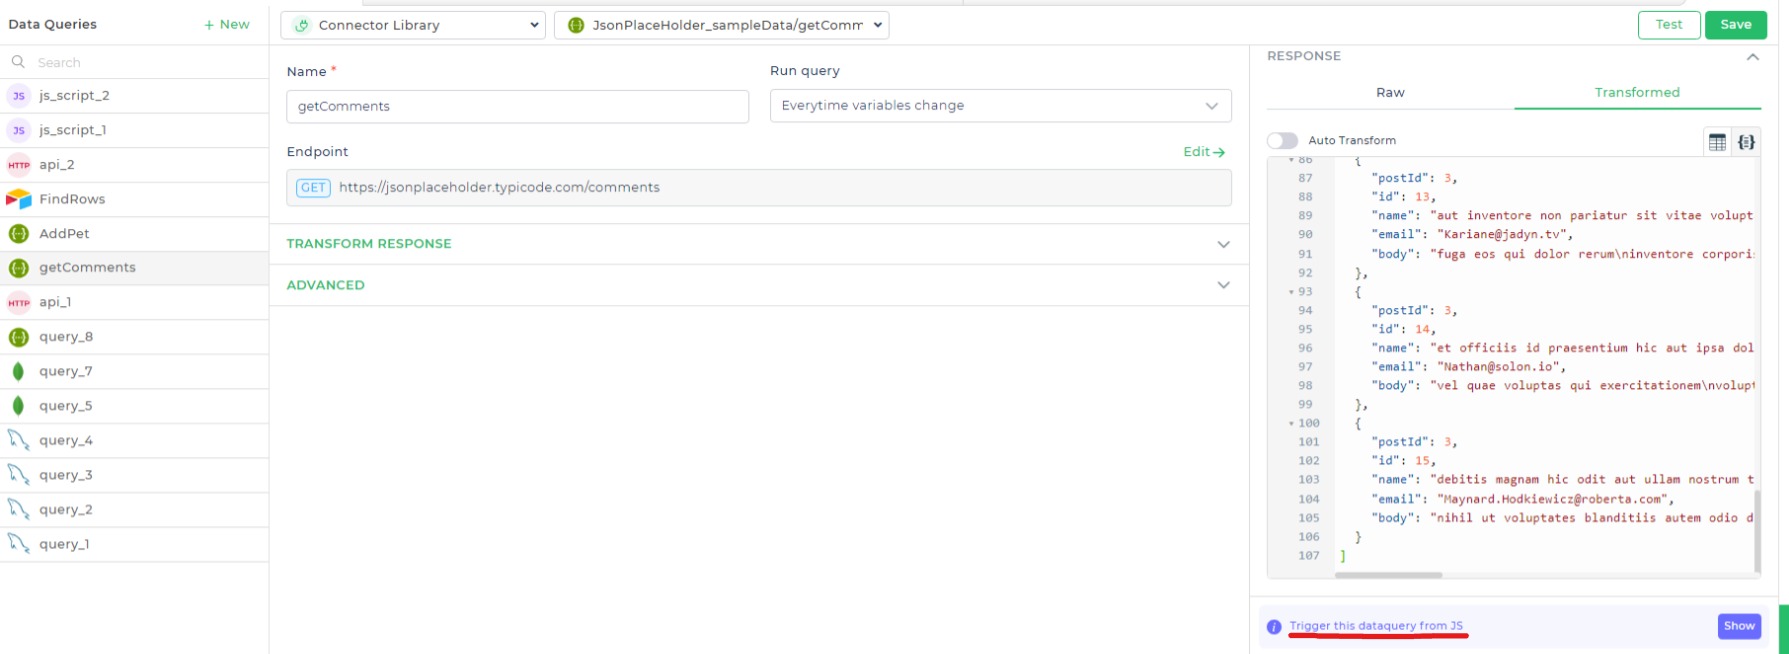 Data Queries
+ New
Search
JS js_script_2
JS js_script_1
HTTP api_2
FindRows
AddPet
getComments
HTTP api_1
query_8
query_7
query_5
query_4
query_3
query_2
query_1
Connector Library
JsonPlaceHolder_sampleData/getComm
Test
Save
Name *
getComments
Run query
Everytime variables change
Endpoint
Edit
GET https://jsonplaceholder.typicode.com/comments
TRANSFORM RESPONSE
ADVANCED
RESPONSE
Raw
Transformed
Auto Transform
86 {
87 "postId": 3,
88 "id": 13,
89 "name": "aut inventore non pariatur sit vitae volupt
90 "email": "Kariane@jadyn.tv",
91 "body": "fuga eos qui dolor rerum\ninventore corpori
92 },
93 {
94 "postId": 3,
95 "id": 14,
96 "name": "et officiis id praesentium hic aut ipsa dol
97 "email": "Nathan@solon.io",
98 "body": "vel quae voluptas qui exercitationem\nvolupt
99 },
100 {
101 "postId": 3,
102 "id": 15,
103 "name": "debitis magnam hic odit aut ullam nostrum t
104 "email": "Maynard.Hodkiewicz@roberta.com",
105 "body": "nihil ut voluptates blanditiis autem odio d
106 }
107 ]
Trigger this dataquery from JS
Show